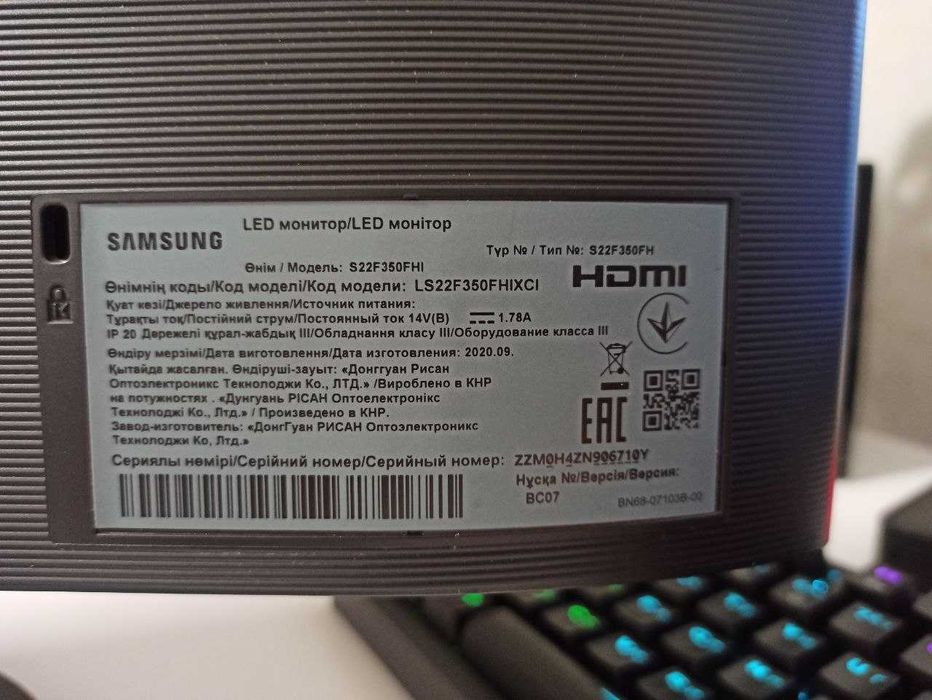 LED монитор/LED монітор
SAMSUNG
Түр № / Тип №: S22F350FH
Өнім / Модель: S22F350FHI
HDMI
Өнімнің коды/Код моделі/Код модели: LS22F350FHIXCI
Қуат көзі/Джерело живлення/Источник питания:
Тұрақты тоқ/Постійний струм/Постоянный ток 14V(В) 1.78A
IP 20 Дәрежелі құрал-жабдық III/Обладнання класу III/Оборудование класса III
Өндіру мерзімі/Дата виготовлення/Дата изготовления: 2020.09.
Қытайда жасалған. Өндіруші-зауыт: «Донггуан Рисан
Оптоэлектроникс Текнолоджи Ко., ЛТД.» /Вироблено в КНР
на потужностях . «Дунгуань РІСАН Оптоелектронікс
Технолоджі Ко., Лтд.» / Произведено в КНР.
Завод-изготовитель: «ДонгГуан РИСАН Оптоэлектроникс
Технолоджи Ко, Лтд.»
EAC
Сериялы нөмірі/Серійний номер/Серийный номер: ZZM0H4ZN906710Y
Нұсқа №/Версія/Версия:
BC07
BN68-07103B-00